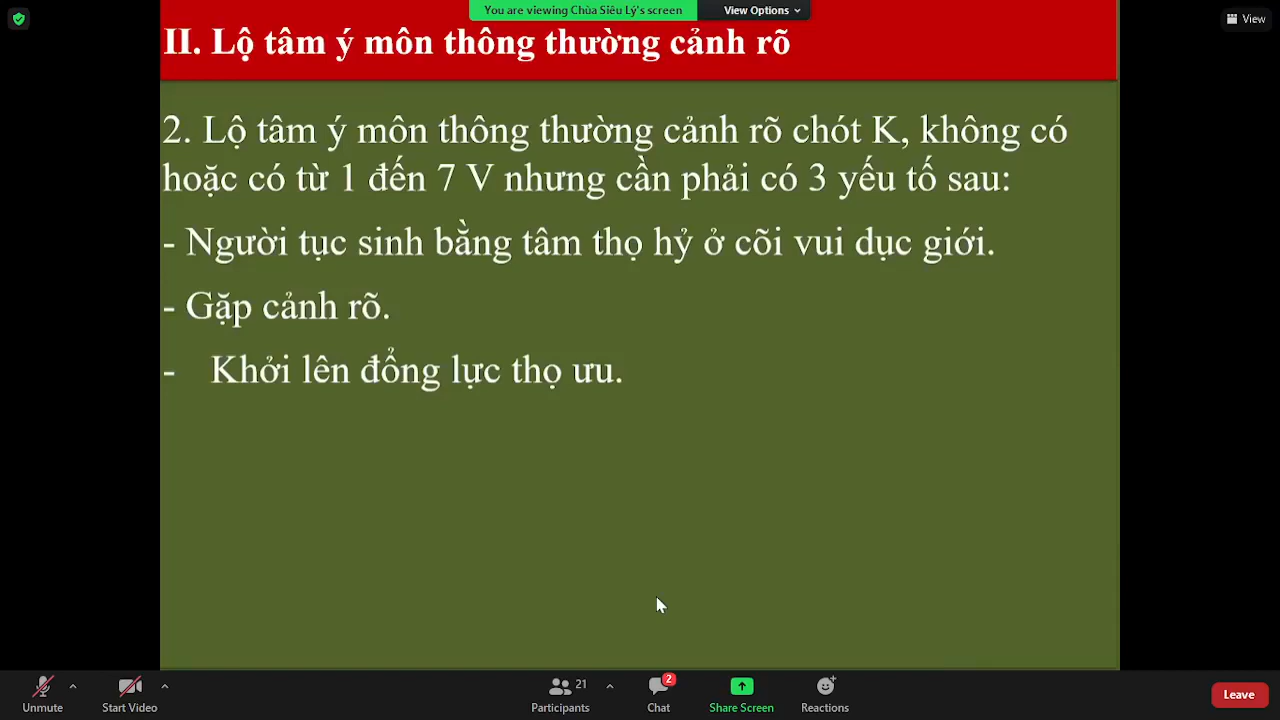 You are viewing Chùa Siêu Lý's screen
View Options
View
II. Lộ tâm ý môn thông thường cảnh rõ
2. Lộ tâm ý môn thông thường cảnh rõ chót K, không có
hoặc có từ 1 đến 7 V nhưng cần phải có 3 yếu tố sau:
- Người tục sinh bằng tâm thọ hỷ ở cõi vui dục giới.
- Gặp cảnh rõ.
- Khởi lên đổng lực thọ ưu.
Unmute
Start Video
21
Participants
2
Chat
Share Screen
Reactions
Leave